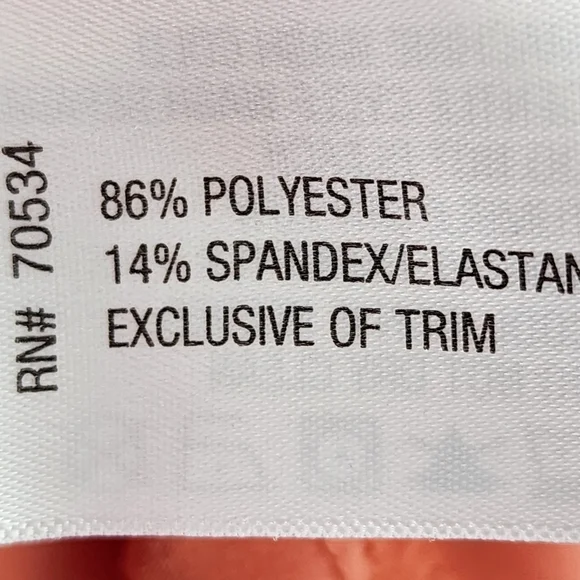 RN# 70534
86% POLYESTER
14% SPANDEX/ELASTAN
EXCLUSIVE OF TRIM